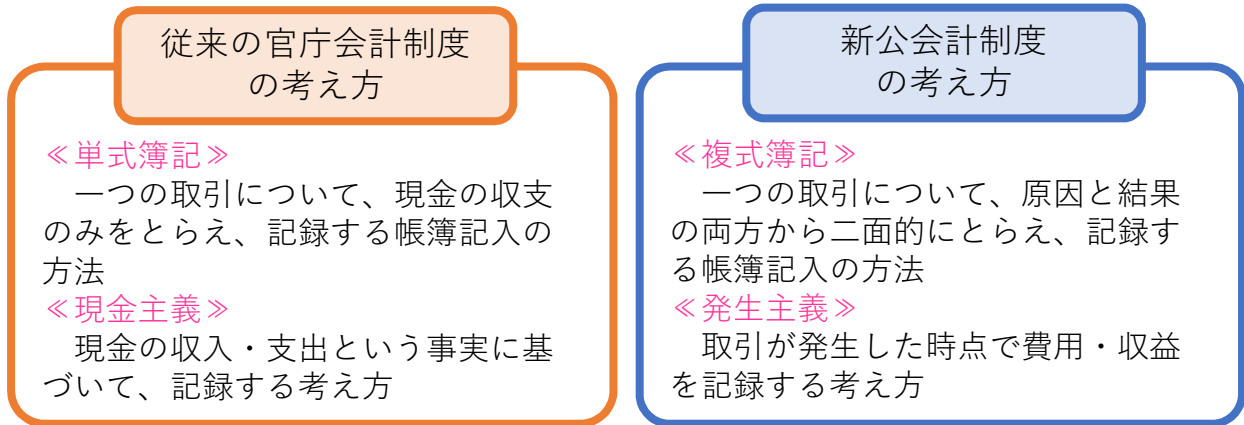 従来の官庁会計制度
の考え方
≪単式簿記≫
　一つの取引について、現金の収支
のみをとらえ、記録する帳簿記入の
方法
≪現金主義≫
　現金の収入・支出という事実に基
づいて、記録する考え方
新公会計制度
の考え方
≪複式簿記≫
　一つの取引について、原因と結果
の両方から二面的にとらえ、記録す
る帳簿記入の方法
≪発生主義≫
　取引が発生した時点で費用・収益
を記録する考え方